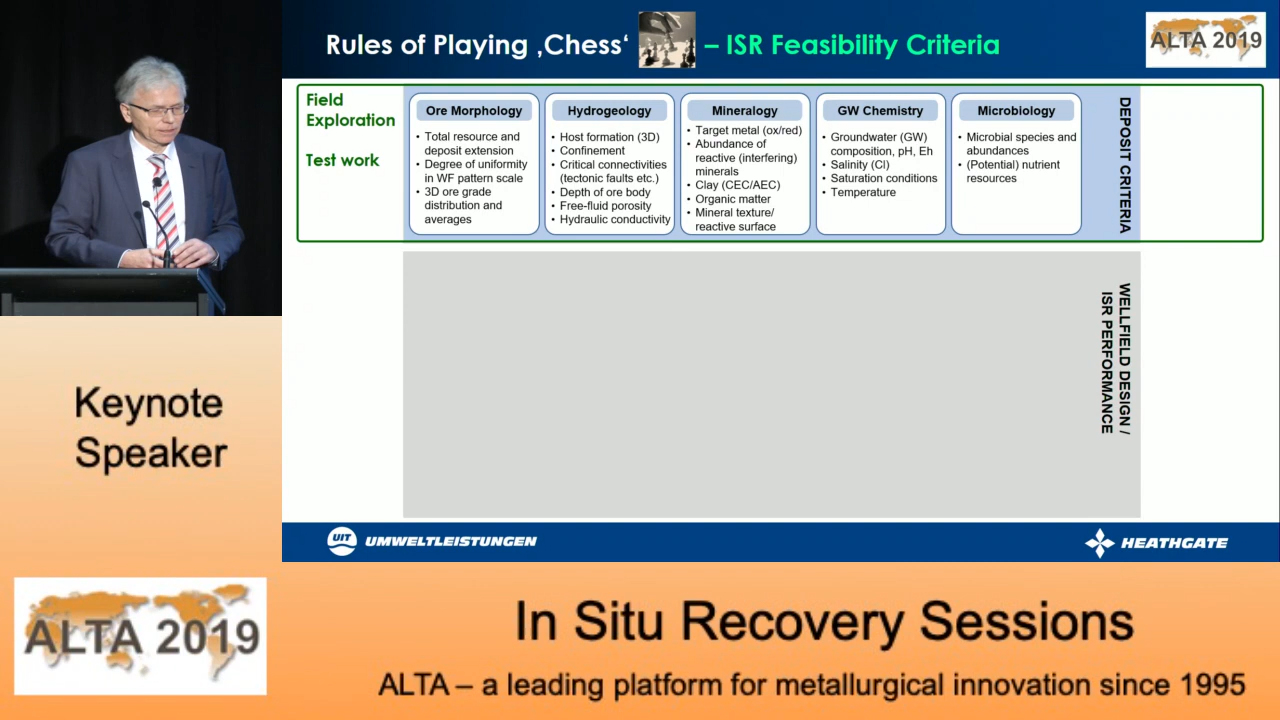 Rules of Playing ‚Chess‘ – ISR Feasibility Criteria
ALTA 2019
Field
Exploration
Test work
Ore Morphology
• Total resource and
deposit extension
• Degree of uniformity
in WF pattern scale
• 3D ore grade
distribution and
averages
Hydrogeology
• Host formation (3D)
• Confinement
• Critical connectivities
(tectonic faults etc.)
• Depth of ore body
• Free-fluid porosity
• Hydraulic conductivity
Mineralogy
• Target metal (ox/red)
• Abundance of
reactive (interfering)
minerals
• Clay (CEC/AEC)
• Organic matter
• Mineral texture/
reactive surface
GW Chemistry
• Groundwater (GW)
composition, pH, Eh
• Salinity (Cl)
• Saturation conditions
• Temperature
Microbiology
• Microbial species and
abundances
• (Potential) nutrient
resources
DEPOSIT CRITERIA
WELLFIELD DESIGN /
ISR PERFORMANCE
UIT UMWELTLEISTUNGEN
HEATHGATE
Keynote
Speaker
ALTA 2019
In Situ Recovery Sessions
ALTA – a leading platform for metallurgical innovation since 1995